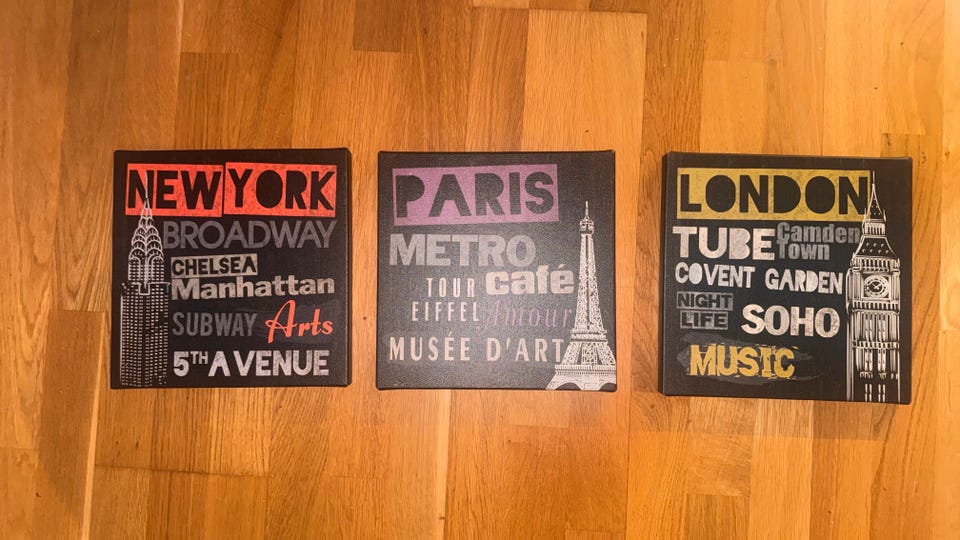 NEW YORK
BROADWAY
CHELSEA
Manhattan
SUBWAY Arts
5TH AVENUE
PARIS
METRO
TOUR café
EIFFEL Amour
MUSÉE D'ART
LONDON
TUBE Camden Town
COVENT GARDEN
NIGHT LIFE SOHO
MUSIC